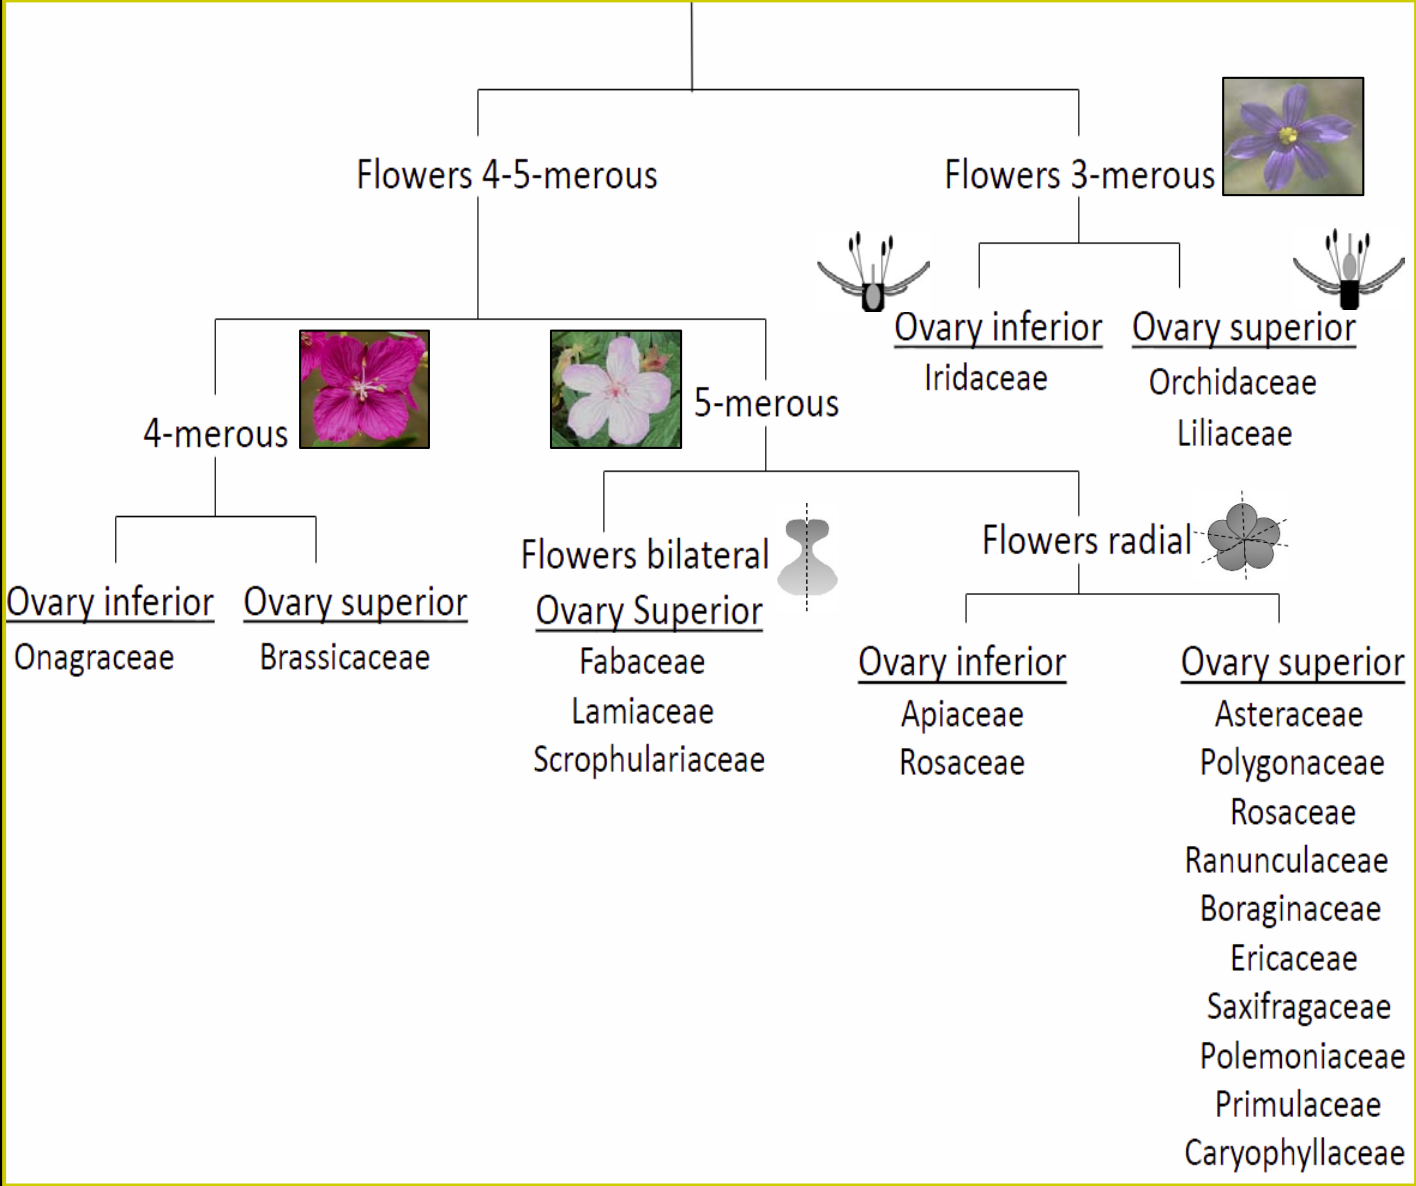 Flowers 4-5-merous
Flowers 3-merous
Ovary inferior
Iridaceae
Ovary superior
Orchidaceae
Liliaceae
4-merous
5-merous
Ovary inferior
Onagraceae
Ovary superior
Brassicaceae
Flowers bilateral
Ovary Superior
Fabaceae
Lamiaceae
Scrophulariaceae
Flowers radial
Ovary inferior
Apiaceae
Rosaceae
Ovary superior
Asteraceae
Polygonaceae
Rosaceae
Ranunculaceae
Boraginaceae
Ericaceae
Saxifragaceae
Polemoniaceae
Primulaceae
Caryophyllaceae